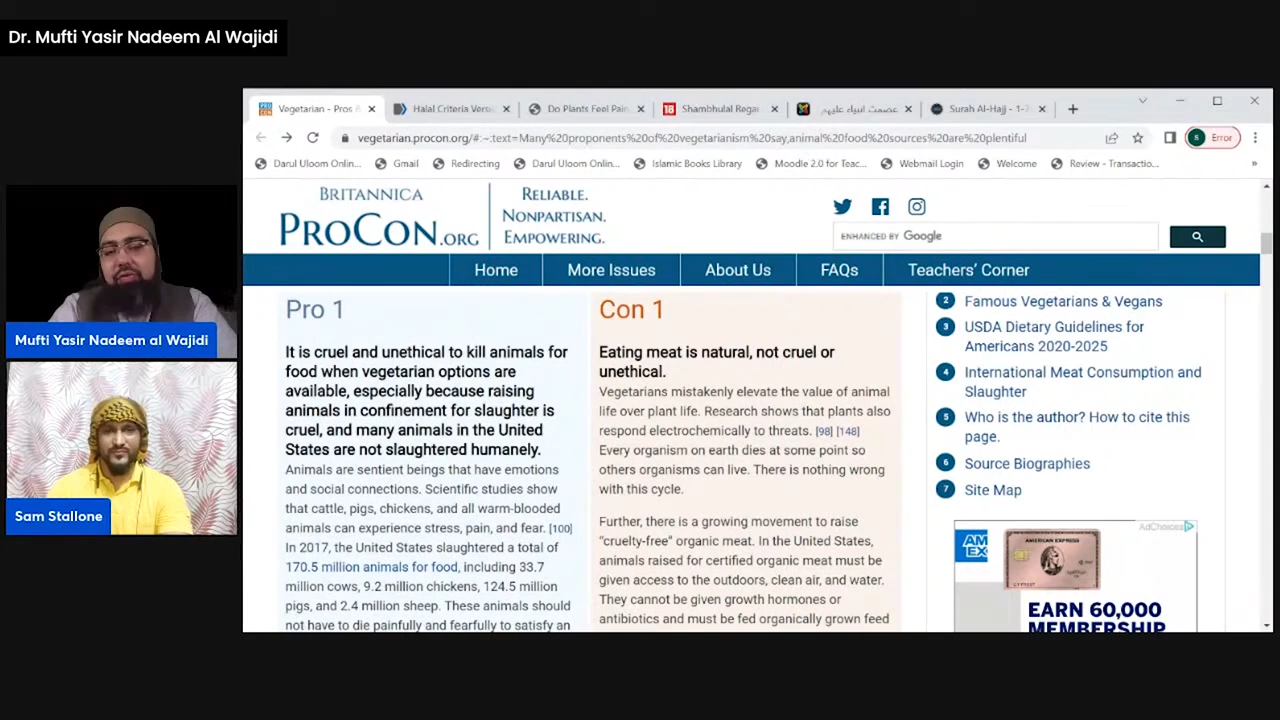 Dr. Mufti Yasir Nadeem Al Wajidi
Vegetarian - Pros &
Halal Criteria Versi
Do Plants Feel Pain
Shambhulal Regar
عصمت انبیاء علیہم
Surah Al-Hajj - 1-7
vegetarian.procon.org/#:~:text=Many%20proponents%20of%20vegetarianism%20say,animal%20food%20sources%20are%20plentiful
Error
Darul Uloom Onlin...
Gmail
Redirecting
Darul Uloom Onlin...
Islamic Books Library
Moodle 2.0 for Teac...
Webmail Login
Welcome
Review - Transactio...
BRITANNICA
PROCON.ORG
RELIABLE.
NONPARTISAN.
EMPOWERING.
ENHANCED BY Google
Home
More Issues
About Us
FAQs
Teachers’ Corner
Pro 1
It is cruel and unethical to kill animals for
food when vegetarian options are
available, especially because raising
animals in confinement for slaughter is
cruel, and many animals in the United
States are not slaughtered humanely.
Animals are sentient beings that have emotions
and social connections. Scientific studies show
that cattle, pigs, chickens, and all warm-blooded
animals can experience stress, pain, and fear. [100]
In 2017, the United States slaughtered a total of
170.5 million animals for food, including 33.7
million cows, 9.2 million chickens, 124.5 million
pigs, and 2.4 million sheep. These animals should
not have to die painfully and fearfully to satisfy an
Con 1
Eating meat is natural, not cruel or
unethical.
Vegetarians mistakenly elevate the value of animal
life over plant life. Research shows that plants also
respond electrochemically to threats. [98] [148]
Every organism on earth dies at some point so
others organisms can live. There is nothing wrong
with this cycle.
Further, there is a growing movement to raise
“cruelty-free” organic meat. In the United States,
animals raised for certified organic meat must be
given access to the outdoors, clean air, and water.
They cannot be given growth hormones or
antibiotics and must be fed organically grown feed
2 Famous Vegetarians & Vegans
3 USDA Dietary Guidelines for
Americans 2020-2025
4 International Meat Consumption and
Slaughter
5 Who is the author? How to cite this
page.
6 Source Biographies
7 Site Map
AdChoices
AM
EX
AMERICAN EXPRESS
EARN 60,000
MEMBERSHIP
Mufti Yasir Nadeem al Wajidi
Sam Stallone